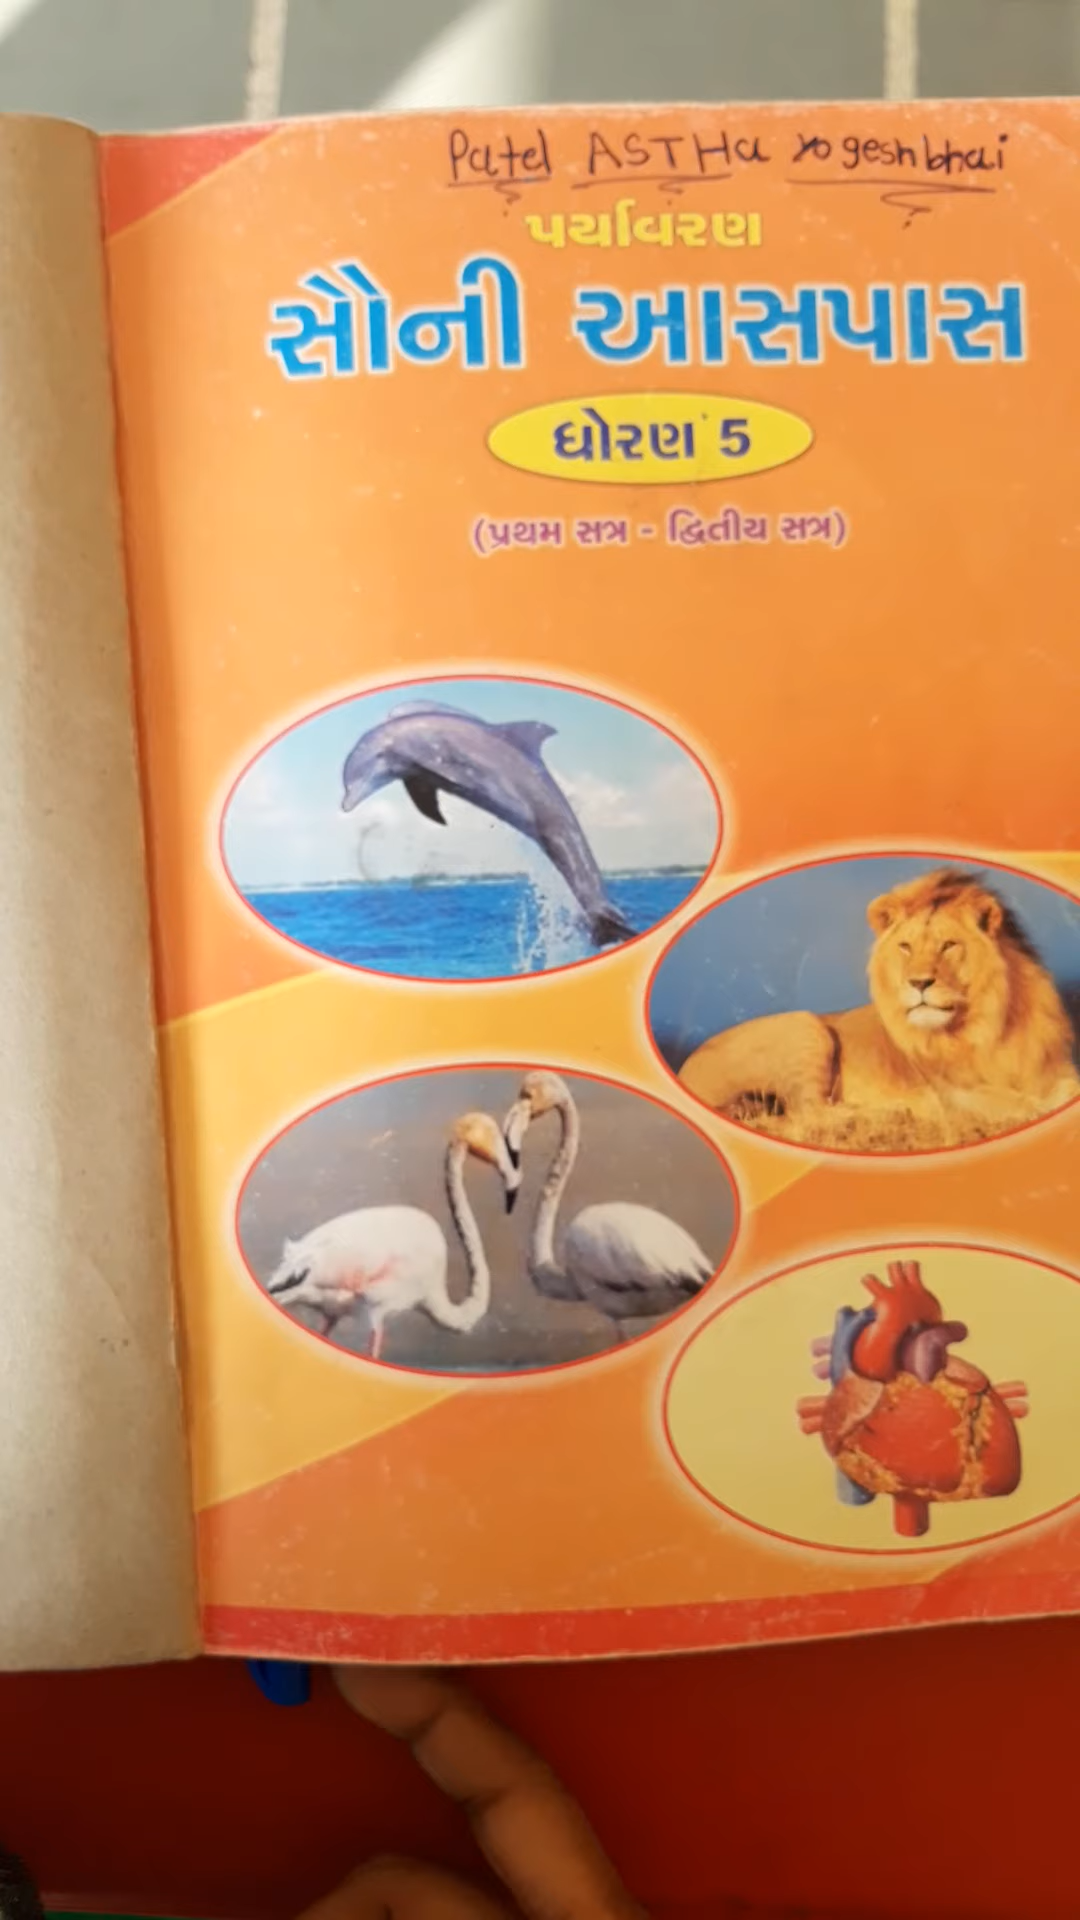 Patel ASTHa yogeshbhai
પર્યાવરણ
સૌની આસપાસ
ધોરણ 5
(પ્રથમ સત્ર - દ્વિતીય સત્ર)